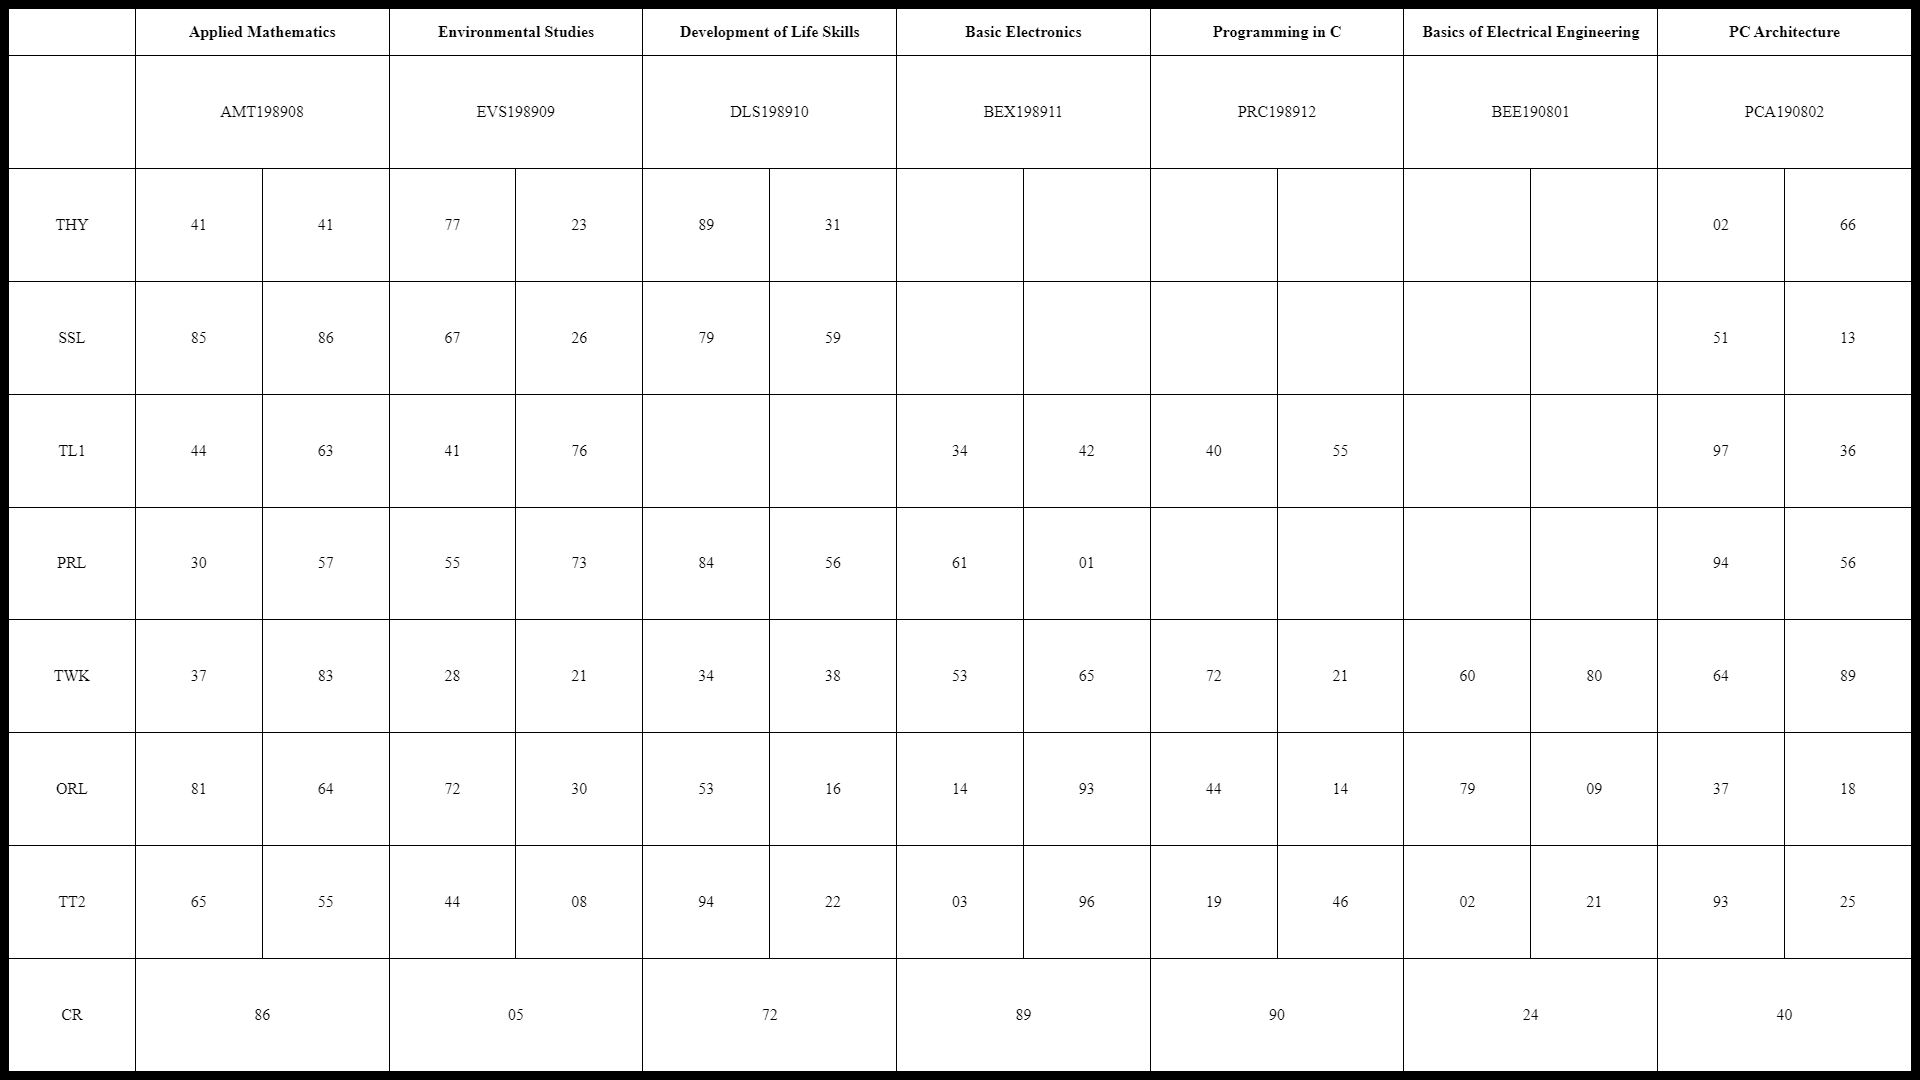 Applied Mathematics Environmental Studies Development of Life Skills Basic Electronics Programming in C Basics of Electrical Engineering PC Architecture
AMT198908 EVS198909 DLS198910 BEX198911 PRC198912 BEE190801 PCA190802
THY 41 41 77 23 89 31 02 66
SSL 85 86 67 26 79 59 51 13
TL1 44 63 41 76 34 42 40 55 97 36
PRL 30 57 55 73 84 56 61 01 94 56
TWK 37 83 28 21 34 38 53 65 72 21 60 80 64 89
ORL 81 64 72 30 53 16 14 93 44 14 79 09 37 18
TT2 65 55 44 08 94 22 03 96 19 46 02 21 93 25
CR 86 05 72 89 90 24 40